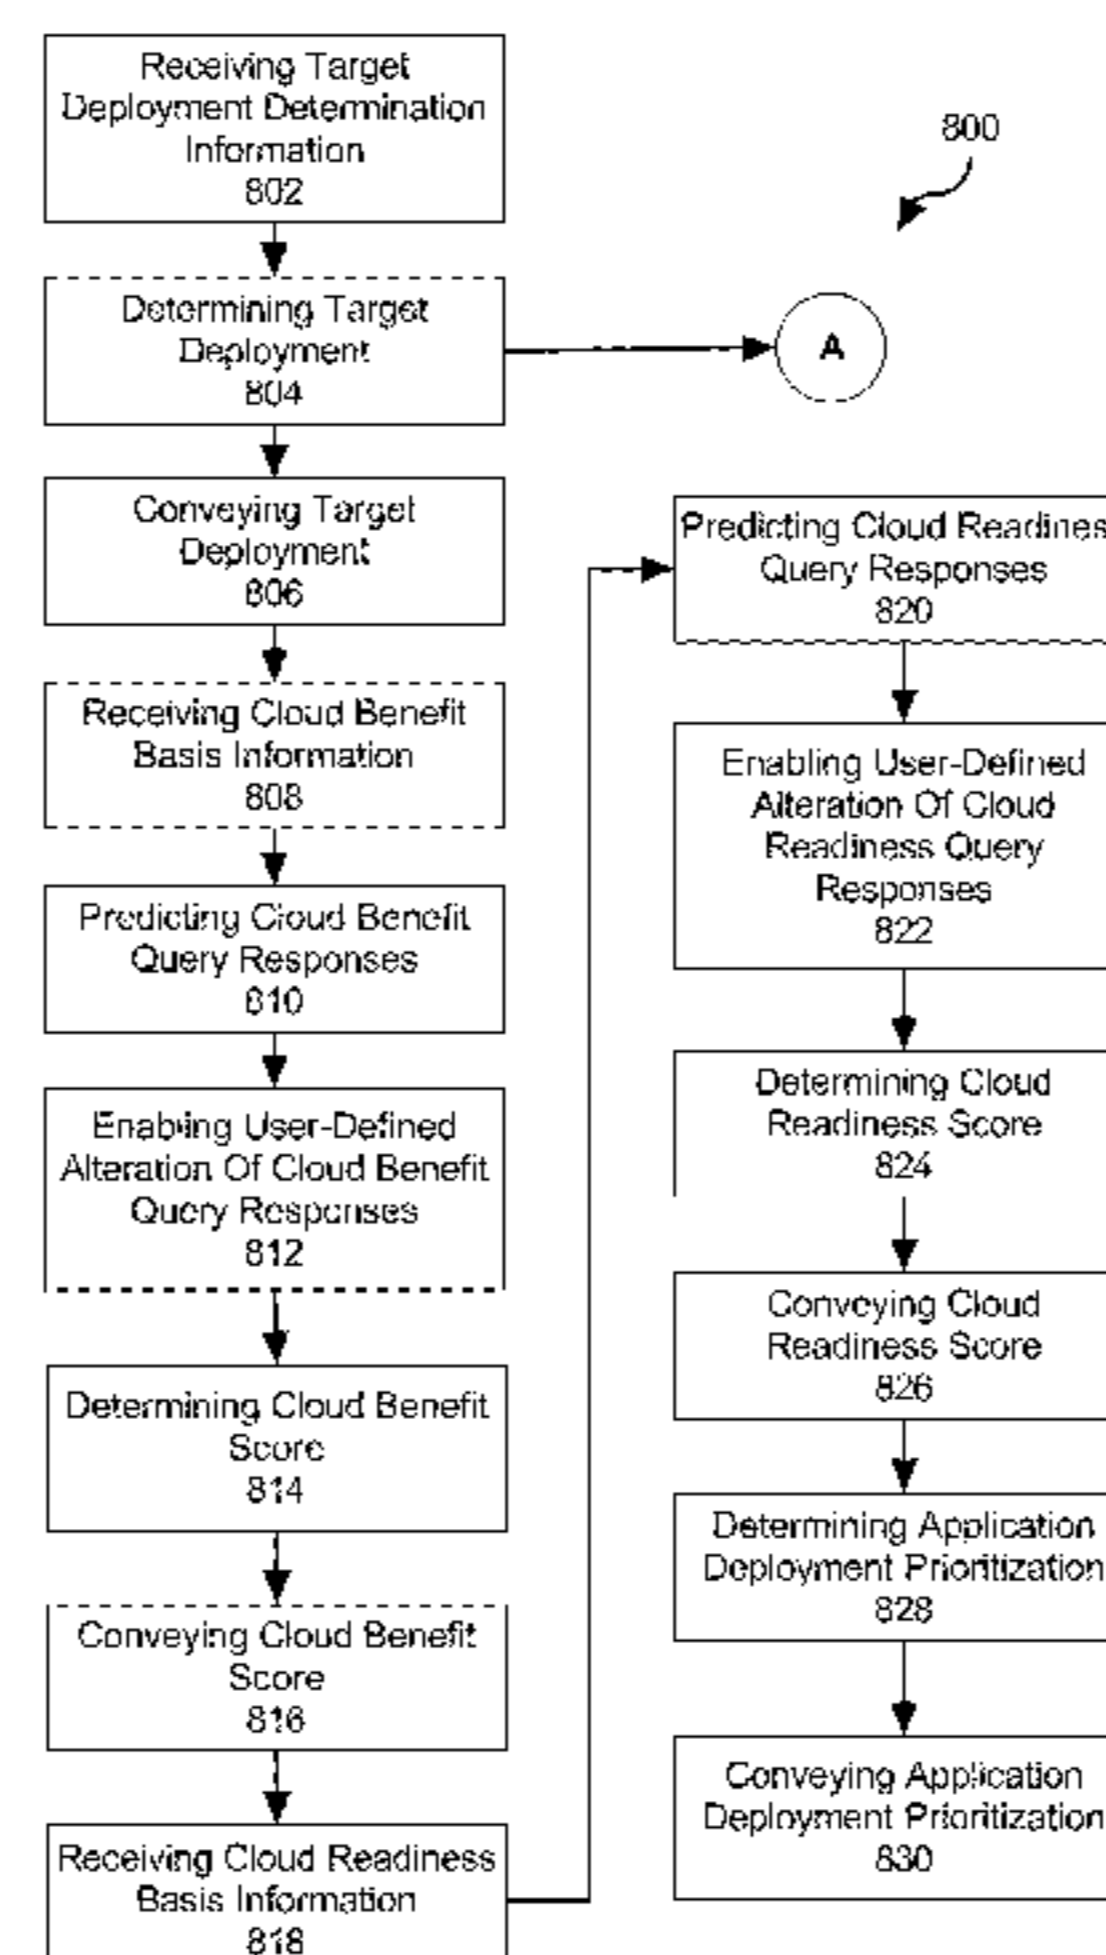 Receiving Target
Deployment Determination
Information
802
800
Determining Target
Deployment
804
A
Conveying Target
Deployment
806
Receiving Cloud Benefit
Basis Information
808
Predicting Cloud Benefit
Query Responses
810
Enabling User-Defined
Alteration Of Cloud Benefit
Query Responses
812
Determining Cloud Benefit
Score
814
Conveying Cloud Benefit
Score
816
Receiving Cloud Readiness
Basis Information
818
Predicting Cloud Readines
Query Responses
820
Enabling User-Defined
Alteration Of Cloud
Readiness Query
Responses
822
Determining Cloud
Readiness Score
824
Conveying Cloud
Readiness Score
826
Determining Application
Deployment Prioritization
828
Conveying Application
Deployment Prioritization
830